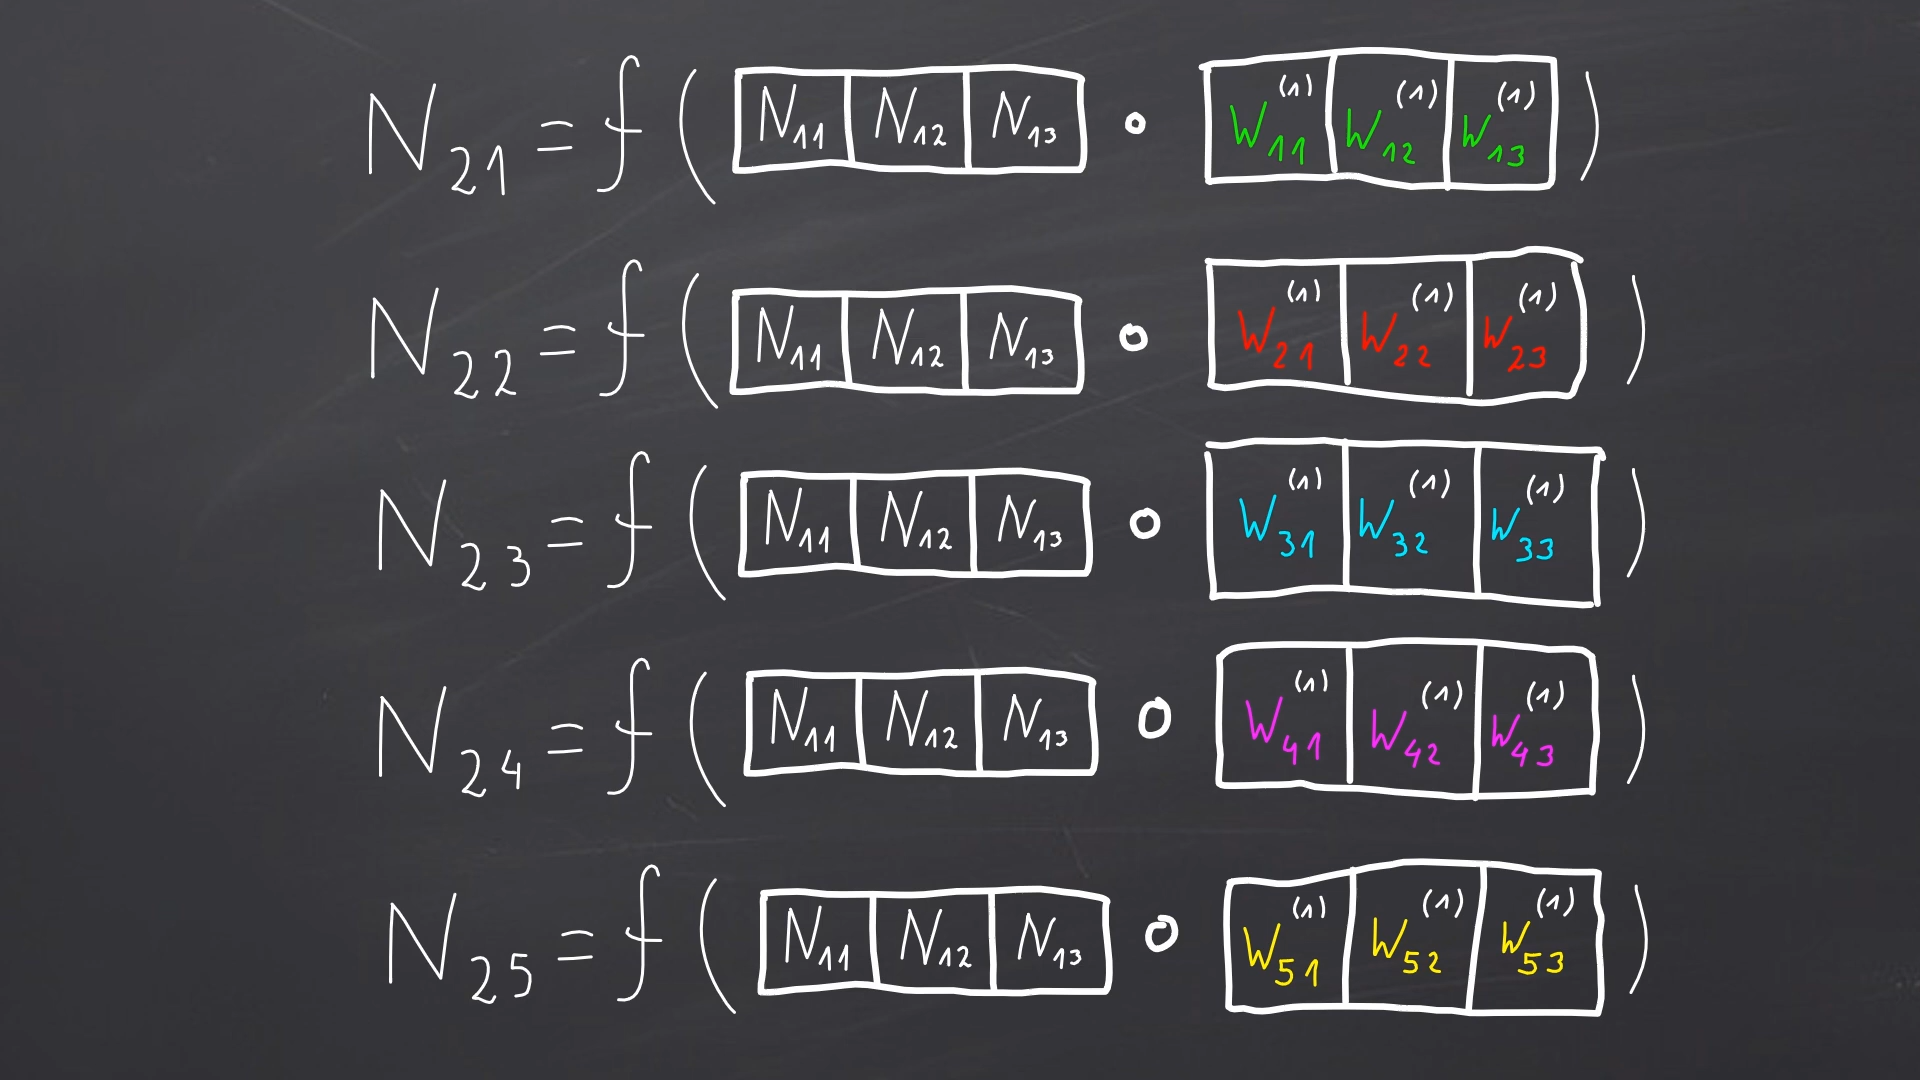 N₂₁ = f ( N₁₁ N₁₂ N₁₃ ∘ W₁₁⁽¹⁾ W₁₂⁽¹⁾ W₁₃⁽¹⁾ )
N₂₂ = f ( N₁₁ N₁₂ N₁₃ ∘ W₂₁⁽¹⁾ W₂₂⁽¹⁾ W₂₃⁽¹⁾ )
N₂₃ = f ( N₁₁ N₁₂ N₁₃ ∘ W₃₁⁽¹⁾ W₃₂⁽¹⁾ W₃₃⁽¹⁾ )
N₂₄ = f ( N₁₁ N₁₂ N₁₃ ∘ W₄₁⁽¹⁾ W₄₂⁽¹⁾ W₄₃⁽¹⁾ )
N₂₅ = f ( N₁₁ N₁₂ N₁₃ ∘ W₅₁⁽¹⁾ W₅₂⁽¹⁾ W₅₃⁽¹⁾ )